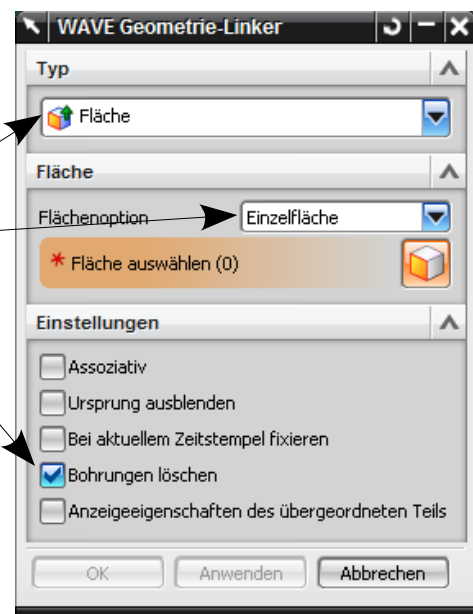 WAVE Geometrie-Linker
Typ
Fläche
Fläche
Flächenoption Einzelfläche
* Fläche auswählen (0)
Einstellungen
Assoziativ
Ursprung ausblenden
Bei aktuellem Zeitstempel fixieren
Bohrungen löschen
Anzeigeeigenschaften des übergeordneten Teils
OK Anwenden Abbrechen